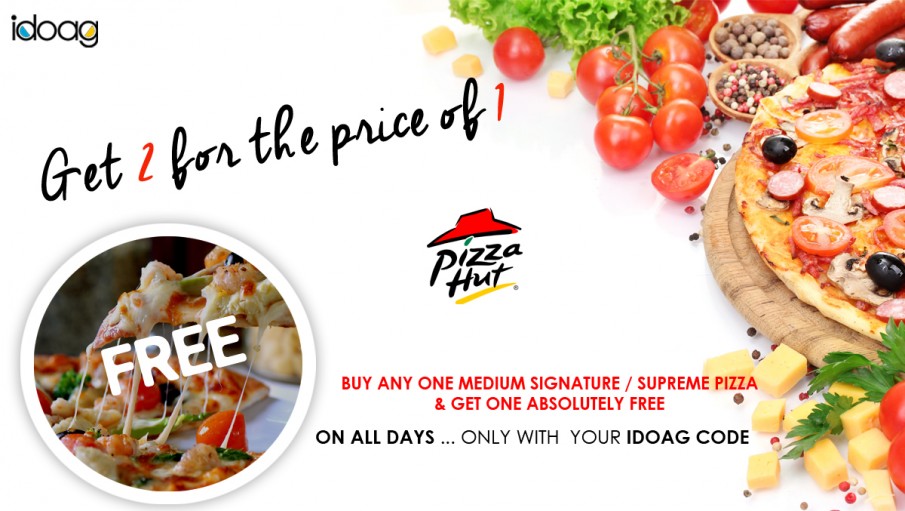 idoag
Get 2 for the price of 1
Pizza
Hut
®
FREE
BUY ANY ONE MEDIUM SIGNATURE / SUPREME PIZZA
& GET ONE ABSOLUTELY FREE
ON ALL DAYS ... ONLY WITH YOUR IDOAG CODE